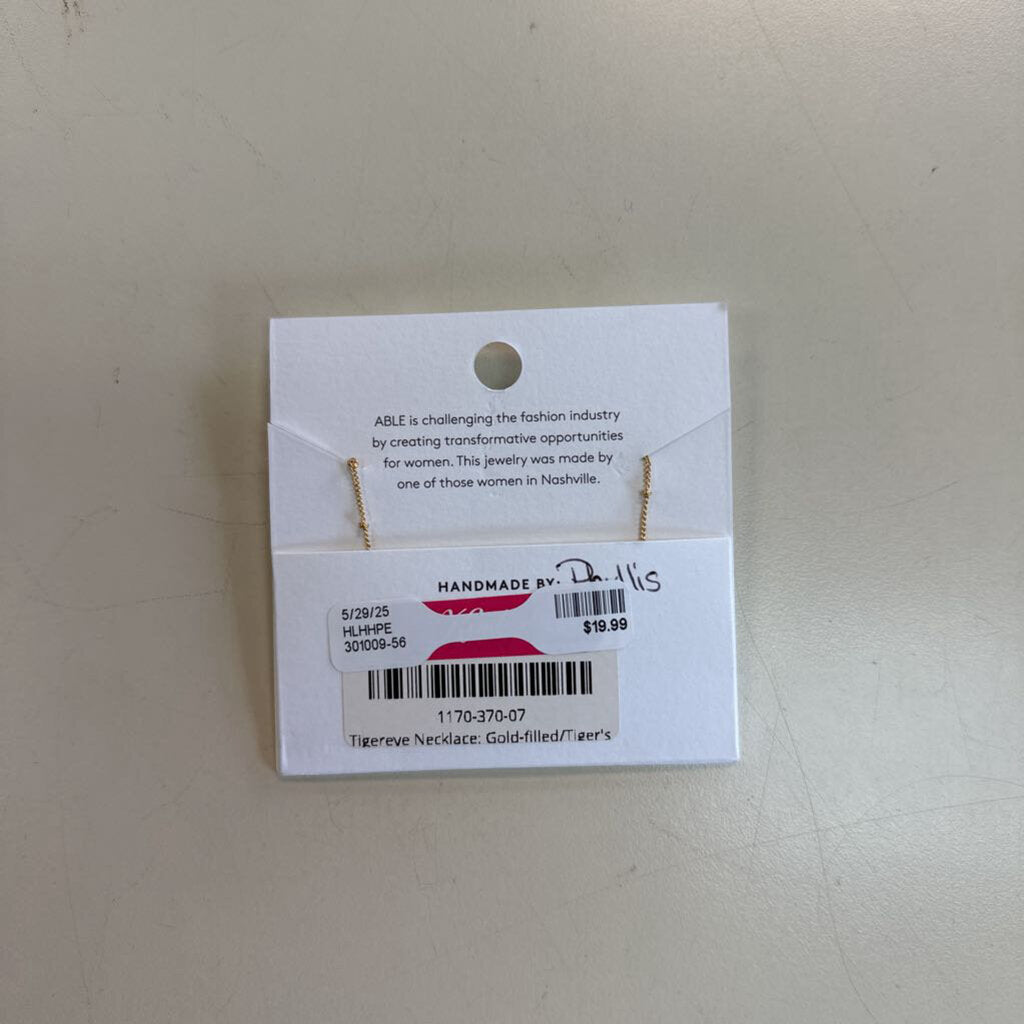 ABLE is challenging the fashion industry
by creating transformative opportunities
for women. This jewelry was made by
one of those women in Nashville.
HANDMADE BY: Phyllis
5/29/25
HLHHPE
301009-56
$19.99
1170-370-07
Tigereye Necklace: Gold-filled/Tiger's